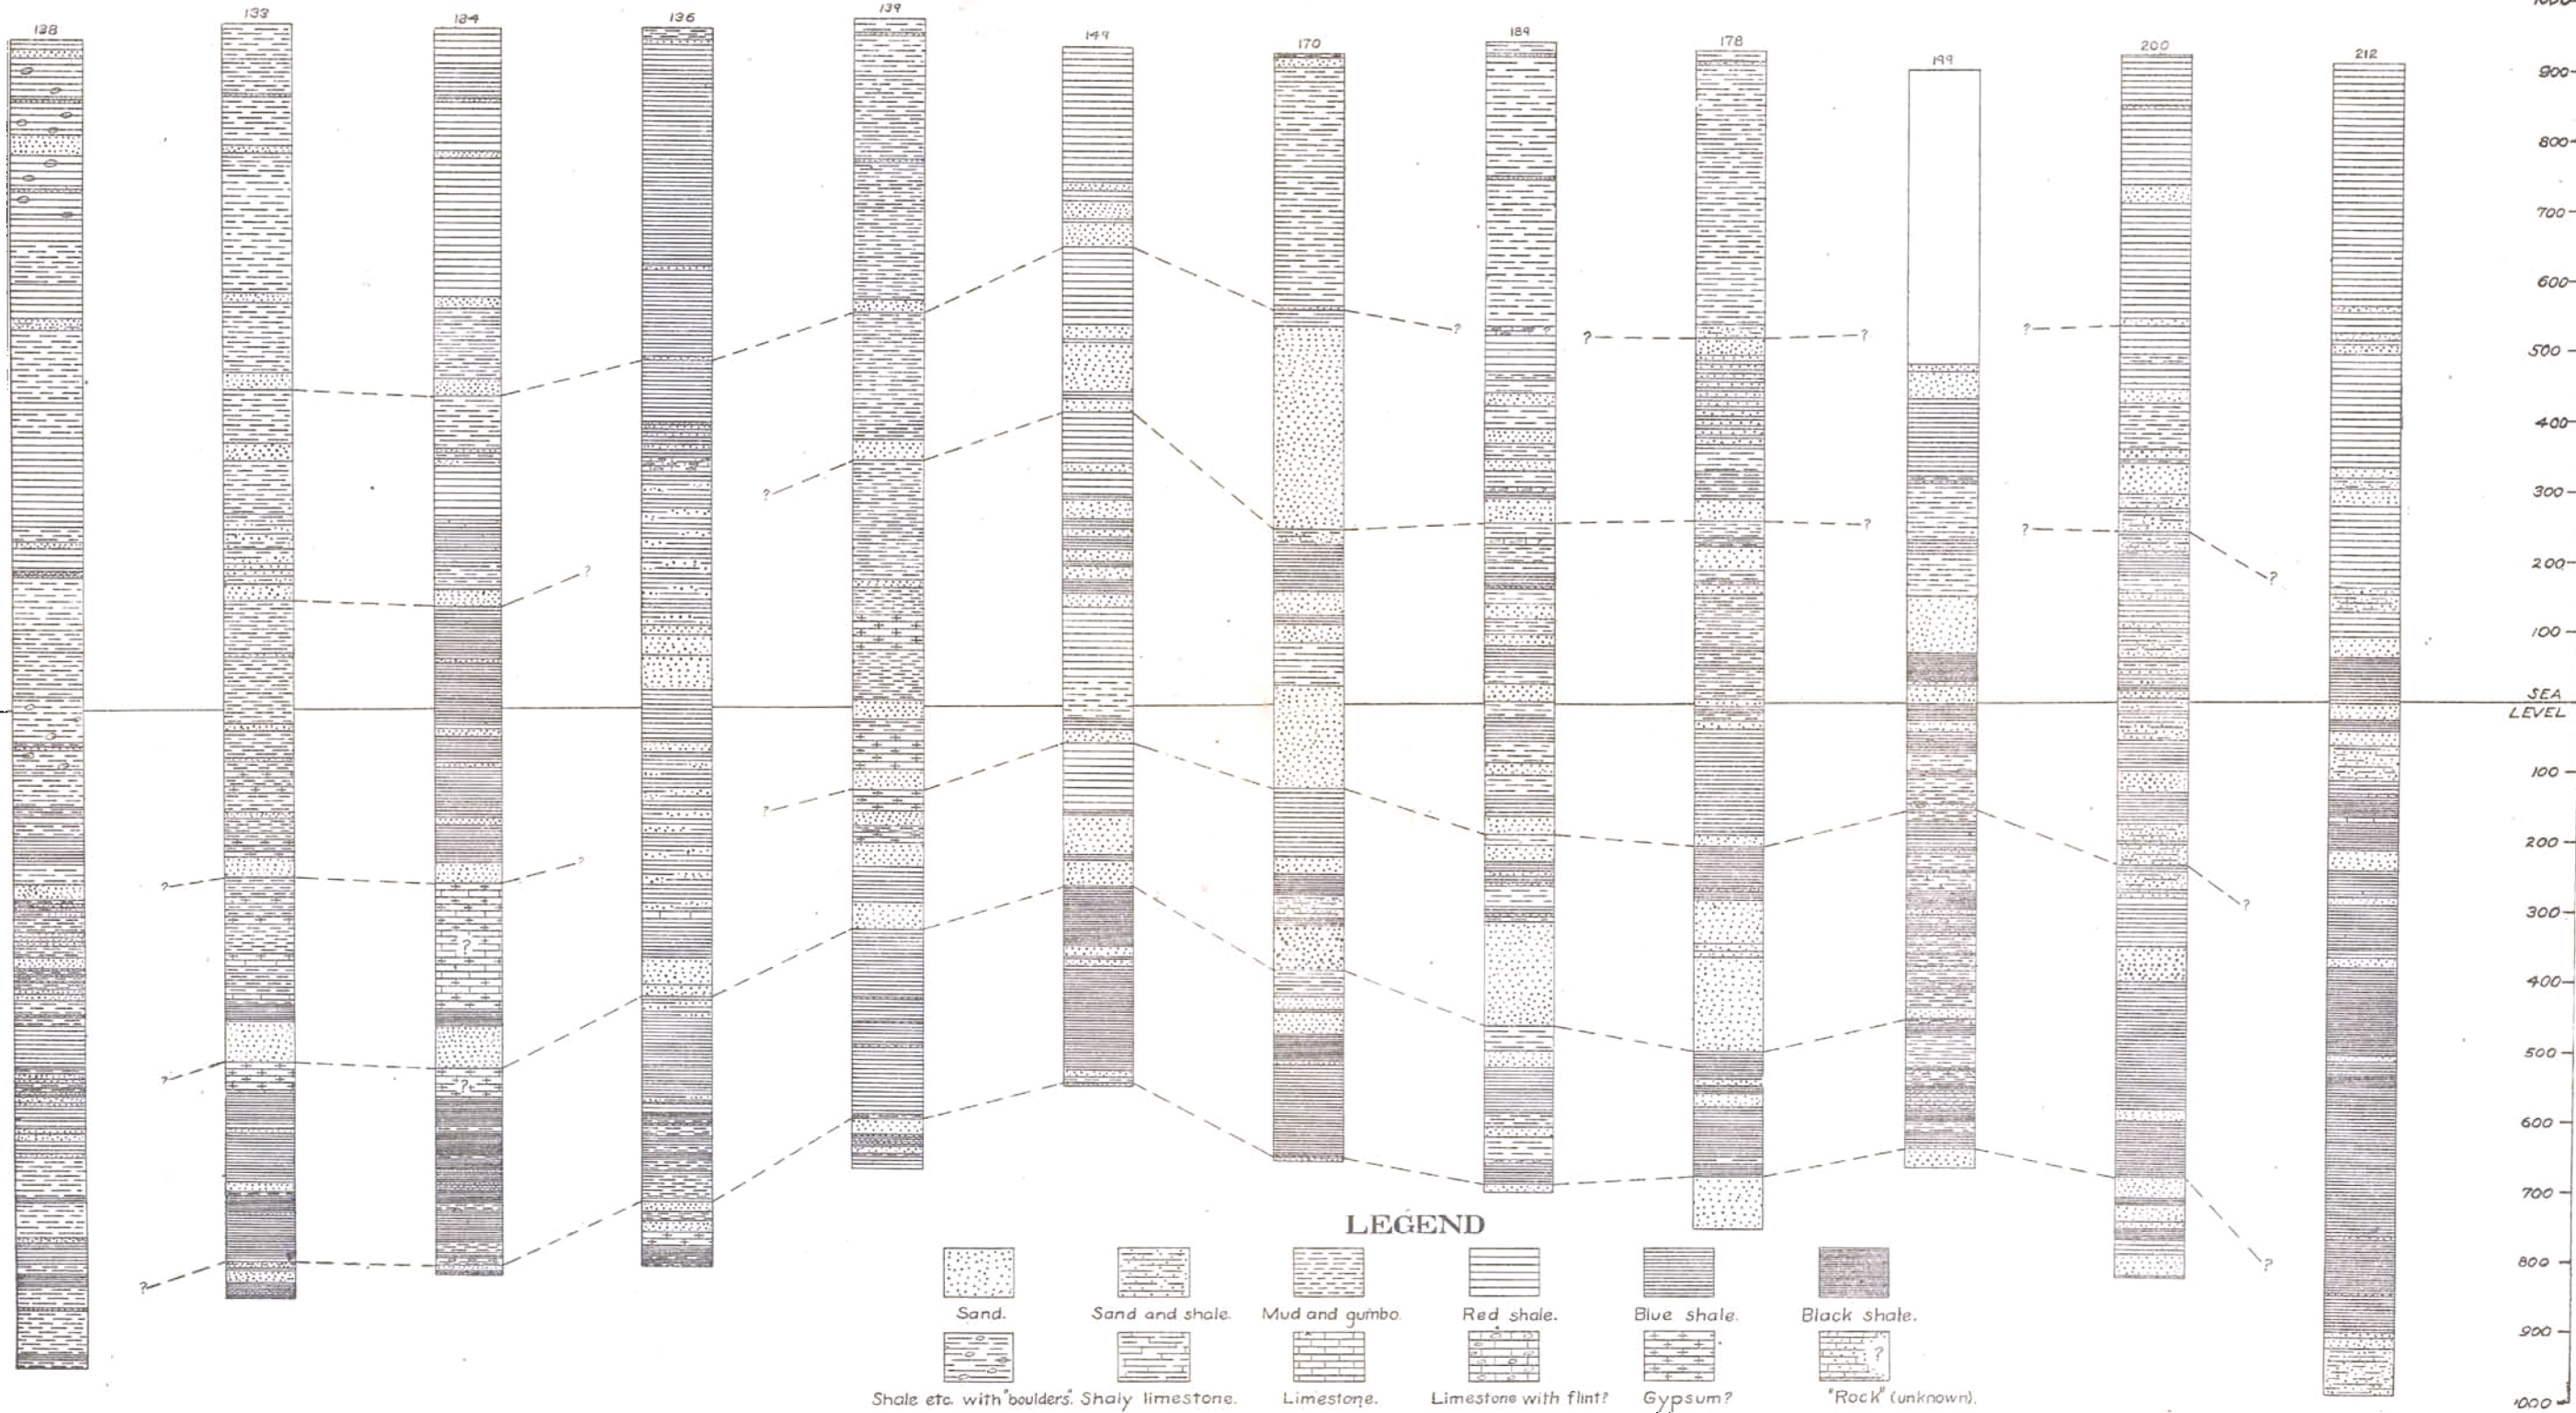 138 133 134 136 139 149 170 189 178 199 200 212
1000
900
800
700
600
500
400
300
200
100
SEA
LEVEL
100
200
300
400
500
600
700
800
900
1000
? ? ? ? ?
? ? ? ? ?
? ? ? ?
?
?
? ?
? ?
LEGEND
Sand. Sand and shale. Mud and gumbo. Red shale. Blue shale. Black shale.
?
Shale etc. with "boulders". Shaly limestone. Limestone. Limestone with flint? Gypsum? "Rock" (unknown).